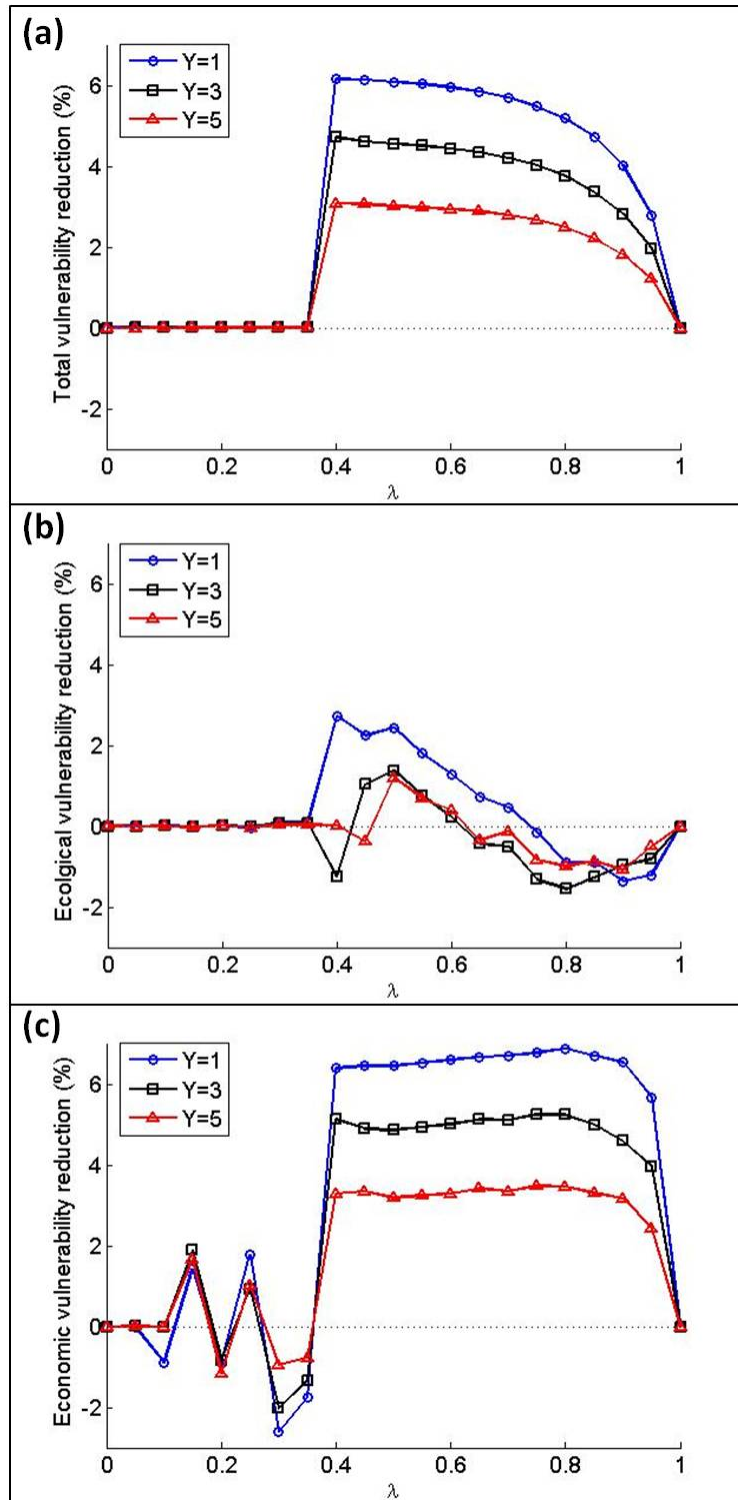 (a)
Y=1
Y=3
Y=5
Total vulnerability reduction (%)
6
4
2
0
-2
0 0.2 0.4 0.6 0.8 1
λ
(b)
Y=1
Y=3
Y=5
Ecolgical vulnerability reduction (%)
6
4
2
0
-2
0 0.2 0.4 0.6 0.8 1
λ
(c)
Y=1
Y=3
Y=5
Economic vulnerability reduction (%)
6
4
2
0
-2
0 0.2 0.4 0.6 0.8 1
λ